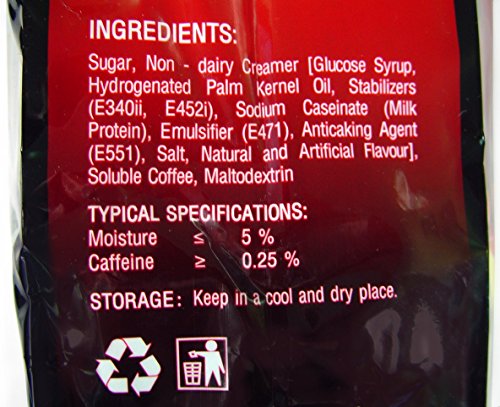 INGREDIENTS:
Sugar, Non - dairy Creamer [Glucose Syrup,
Hydrogenated Palm Kernel Oil, Stabilizers
(E340ii, E452i), Sodium Caseinate (Milk
Protein), Emulsifier (E471), Anticaking Agent
(E551), Salt, Natural and Artificial Flavour],
Soluble Coffee, Maltodextrin
TYPICAL SPECIFICATIONS:
Moisture ≤ 5 %
Caffeine ≥ 0.25 %
STORAGE: Keep in a cool and dry place.